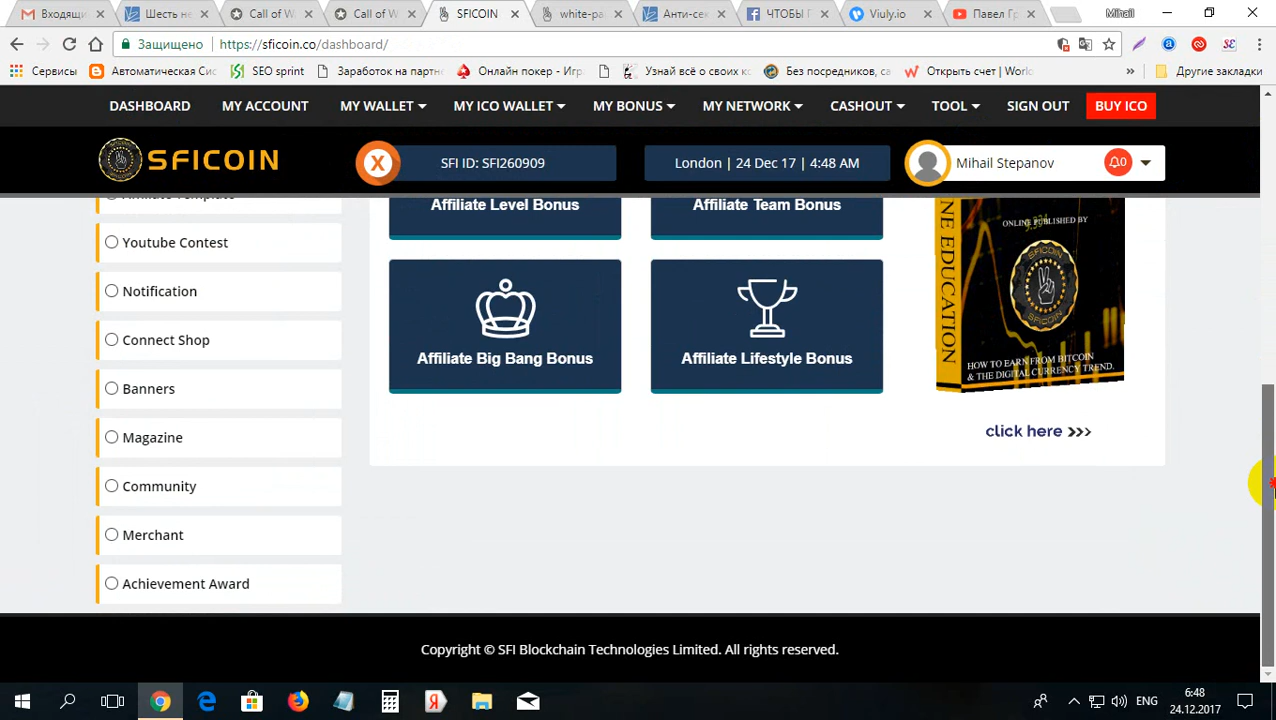 Входящи
Шесть не
Call of W
Call of W
SFICOIN
white-pa
Анти-сек
ЧТОБЫ Г
Viuly.io
Павел Гр
Mihail
Защищено
https://sficoin.co/dashboard/
Сервисы
Автоматическая Сис
SEO sprint
Заработок на партне
Онлайн покер - Игра
Узнай всё о своих ко
Без посредников, са
Открыть счет | World
»
Другие закладки
DASHBOARD
MY ACCOUNT
MY WALLET
MY ICO WALLET
MY BONUS
MY NETWORK
CASHOUT
TOOL
SIGN OUT
BUY ICO
SFICOIN
X
SFI ID: SFI260909
London | 24 Dec 17 | 4:48 AM
Mihail Stepanov
0
Youtube Contest
Notification
Connect Shop
Banners
Magazine
Community
Merchant
Achievement Award
Affiliate Level Bonus
Affiliate Team Bonus
Affiliate Big Bang Bonus
Affiliate Lifestyle Bonus
NE EDUCATION
ONLINE PUBLISHED BY
SFICOIN
HOW TO EARN FROM BITCOIN
& THE DIGITAL CURRENCY TREND.
click here >>>
Copyright © SFI Blockchain Technologies Limited. All rights reserved.
ENG
6:48
24.12.2017